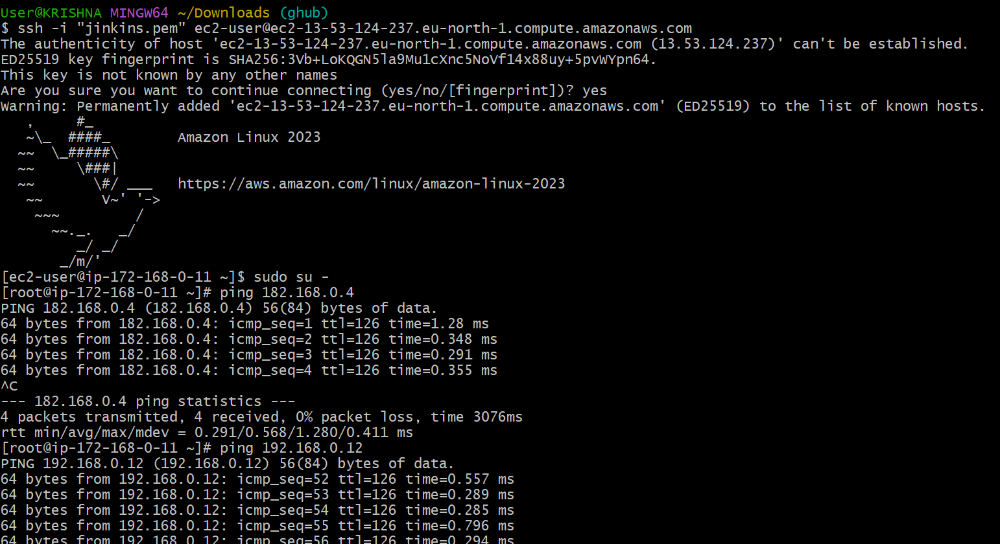 User@KRISHNA MINGW64 ~/Downloads (ghub)
$ ssh -i "jinkins.pem" ec2-user@ec2-13-53-124-237.eu-north-1.compute.amazonaws.com
The authenticity of host 'ec2-13-53-124-237.eu-north-1.compute.amazonaws.com (13.53.124.237)' can't be established.
ED25519 key fingerprint is SHA256:3Vb+LoKQGN5la9Mu1cXnc5NoVf14x88uy+5pvWYpn64.
This key is not known by any other names
Are you sure you want to continue connecting (yes/no/[fingerprint])? yes
Warning: Permanently added 'ec2-13-53-124-237.eu-north-1.compute.amazonaws.com' (ED25519) to the list of known hosts.
   ,     #_
   ~\_  ####_        Amazon Linux 2023
  ~~  \_#####\
  ~~     \###|
  ~~       \#/ ___   https://aws.amazon.com/linux/amazon-linux-2023
   ~~       V~' '->
    ~~~         /
      ~~._.   _/
         _/ _/
       _/m/'
[ec2-user@ip-172-168-0-11 ~]$ sudo su -
[root@ip-172-168-0-11 ~]# ping 182.168.0.4
PING 182.168.0.4 (182.168.0.4) 56(84) bytes of data.
64 bytes from 182.168.0.4: icmp_seq=1 ttl=126 time=1.28 ms
64 bytes from 182.168.0.4: icmp_seq=2 ttl=126 time=0.348 ms
64 bytes from 182.168.0.4: icmp_seq=3 ttl=126 time=0.291 ms
64 bytes from 182.168.0.4: icmp_seq=4 ttl=126 time=0.355 ms
^C
--- 182.168.0.4 ping statistics ---
4 packets transmitted, 4 received, 0% packet loss, time 3076ms
rtt min/avg/max/mdev = 0.291/0.568/1.280/0.411 ms
[root@ip-172-168-0-11 ~]# ping 192.168.0.12
PING 192.168.0.12 (192.168.0.12) 56(84) bytes of data.
64 bytes from 192.168.0.12: icmp_seq=52 ttl=126 time=0.557 ms
64 bytes from 192.168.0.12: icmp_seq=53 ttl=126 time=0.289 ms
64 bytes from 192.168.0.12: icmp_seq=54 ttl=126 time=0.285 ms
64 bytes from 192.168.0.12: icmp_seq=55 ttl=126 time=0.796 ms
64 bytes from 192.168.0.12: icmp_seq=56 ttl=126 time=0.294 ms